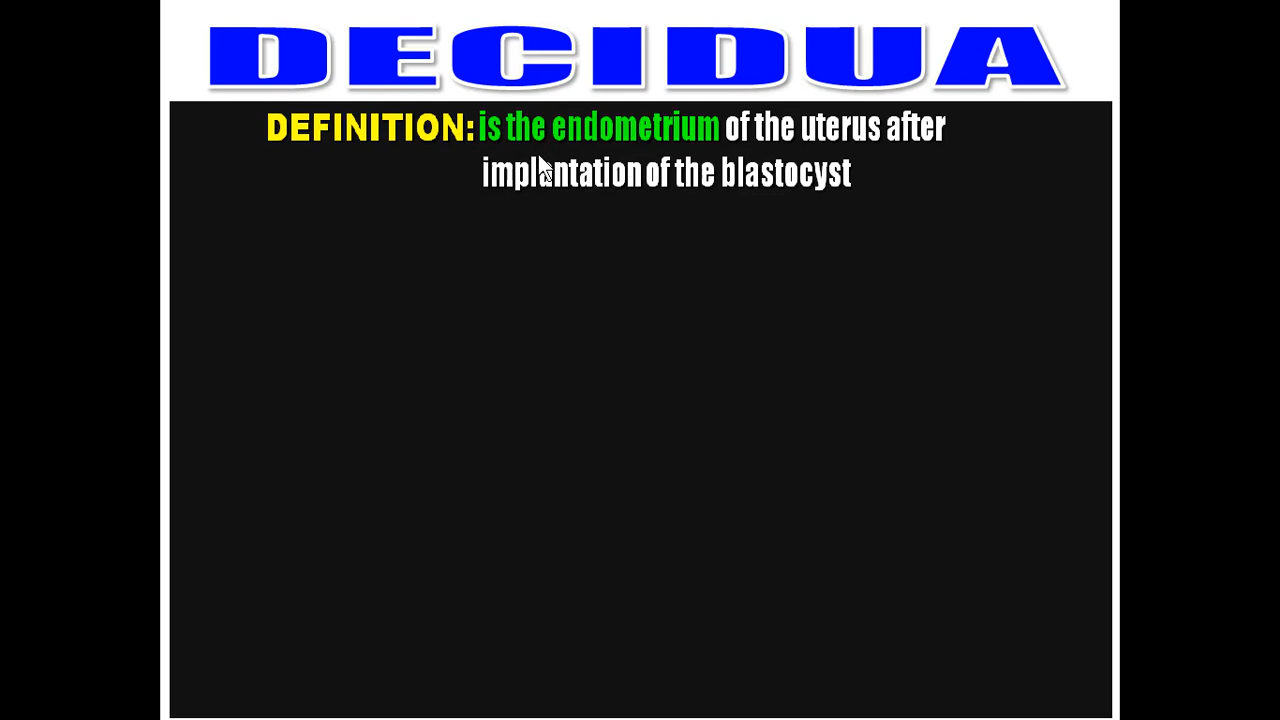 DECIDUA
DEFINITION: is the endometrium of the uterus after
implantation of the blastocyst